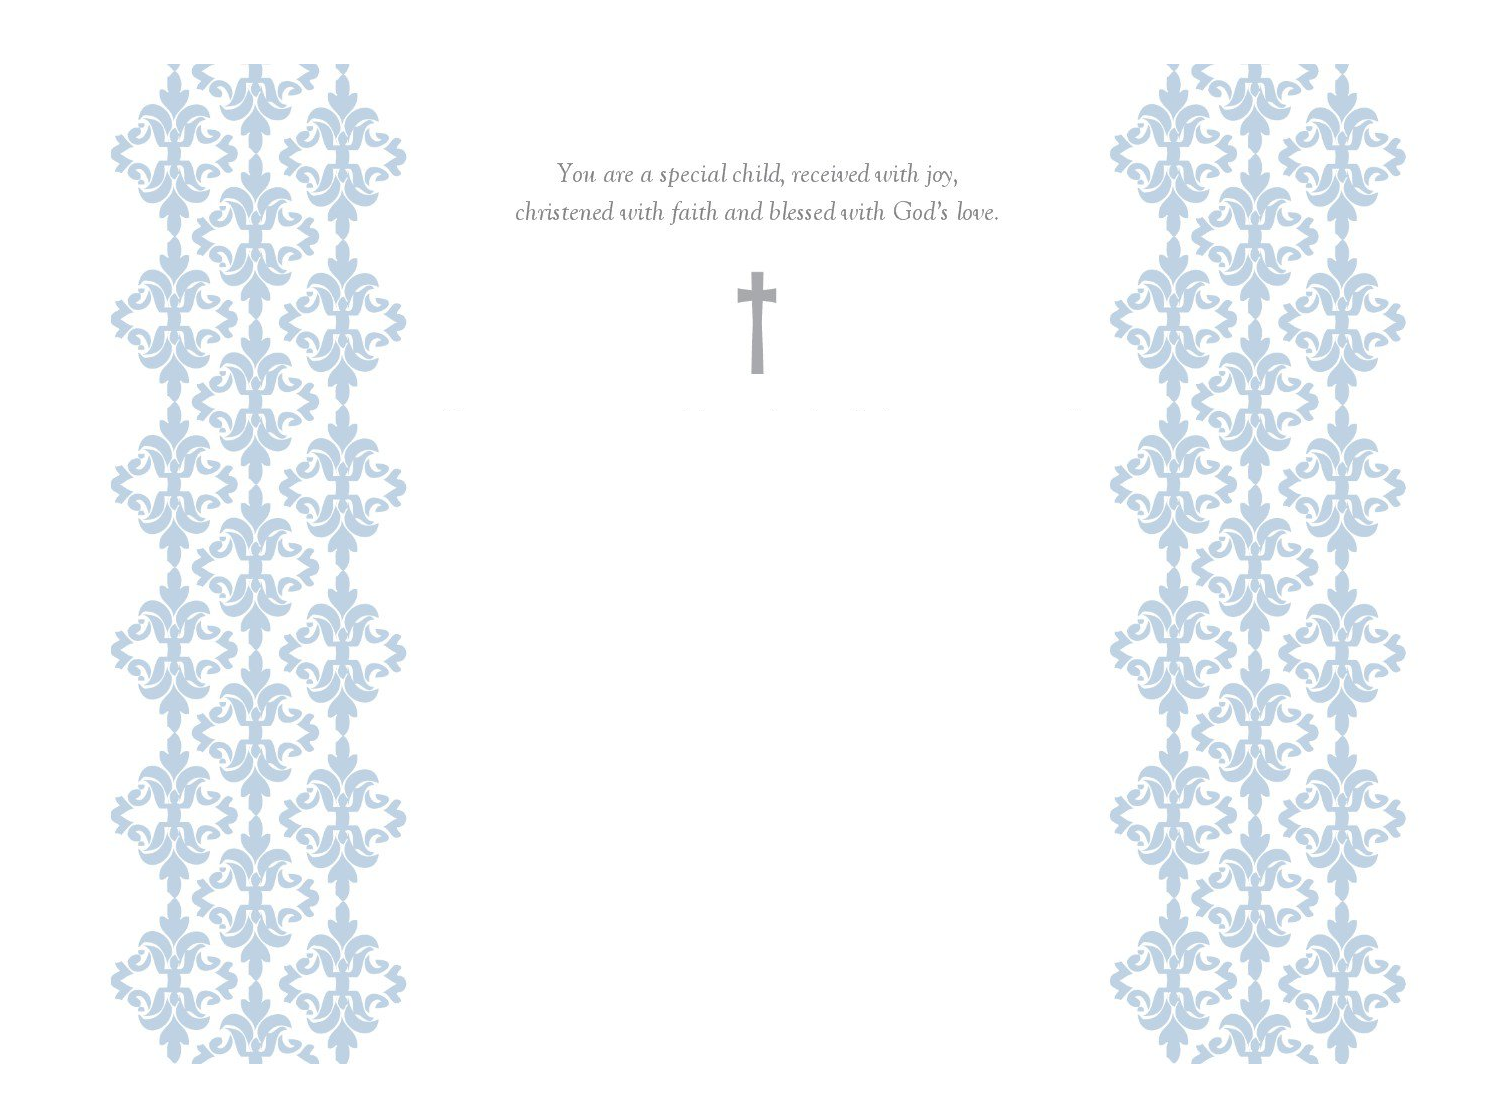 You are a special child, received with joy,
christened with faith and blessed with God's love.